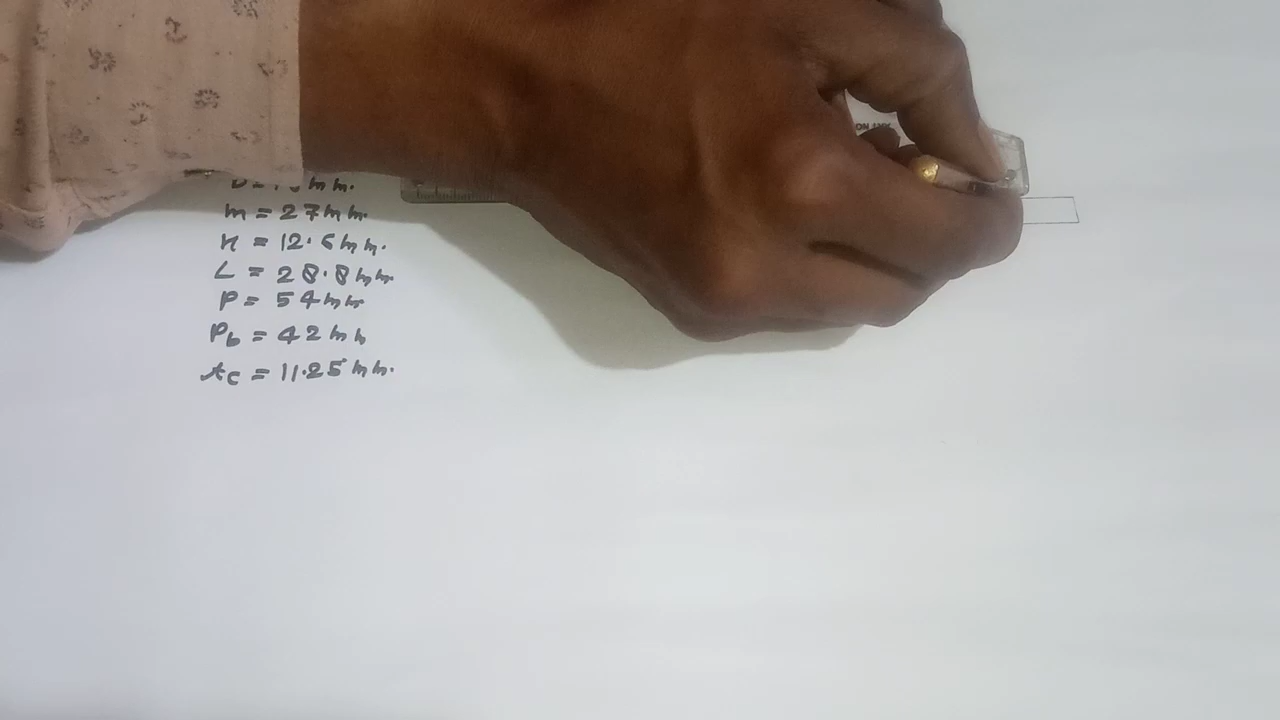 m = 27mm.
H = 12.6mm.
L = 28.8mm
P = 54mm
Pb = 42mm
tc = 11.25mm.